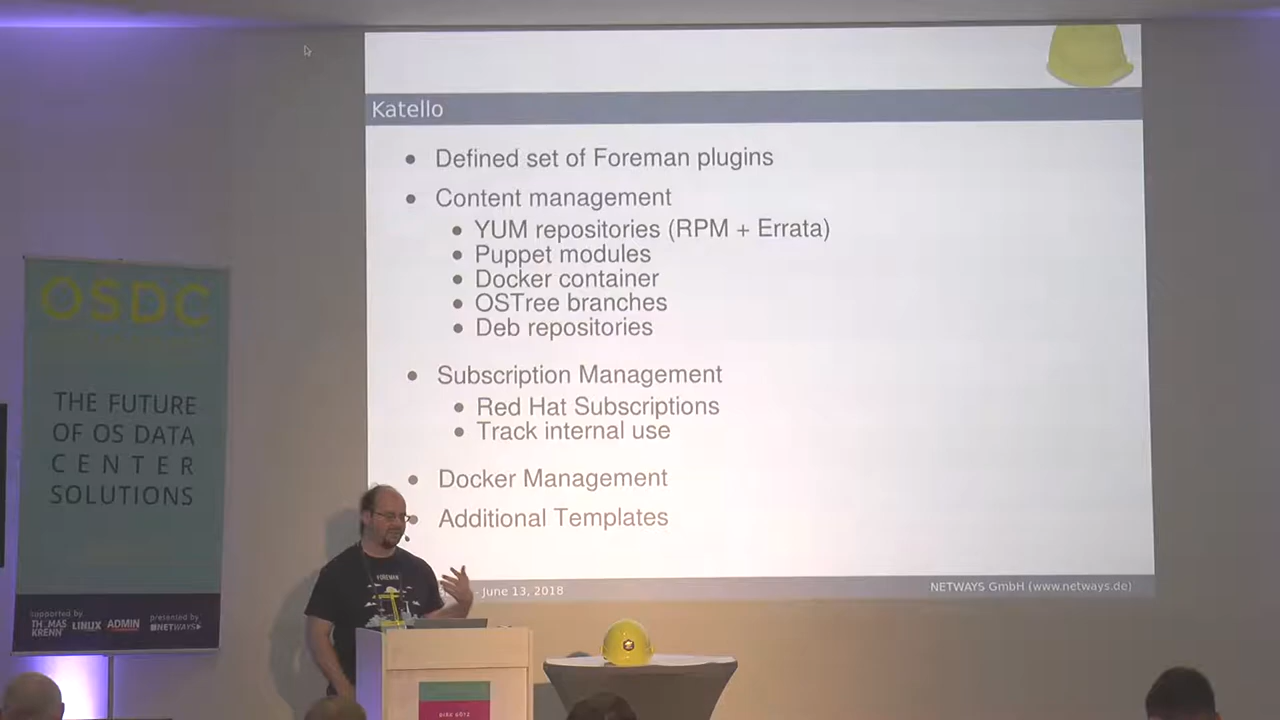 Katello
• Defined set of Foreman plugins
• Content management
• YUM repositories (RPM + Errata)
• Puppet modules
• Docker container
• OSTree branches
• Deb repositories
• Subscription Management
• Red Hat Subscriptions
• Track internal use
• Docker Management
• Additional Templates
- June 13, 2018
NETWAYS GmbH (www.netways.de)
OSDC
THE FUTURE
OF OS DATA
CENTER
SOLUTIONS
supported by
THOMAS
KRENN
LINUX
ADMIN
presented by
NETWAYS
FOREMAN
DIRK GÖTZ